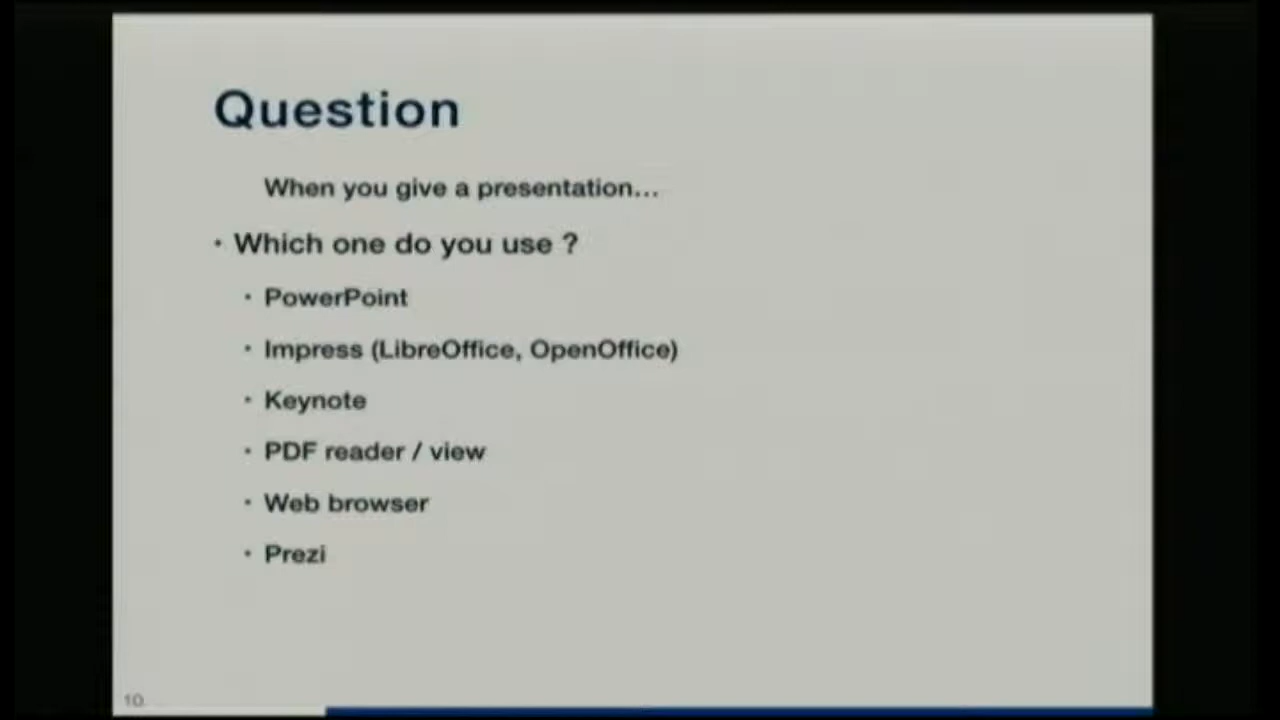 Question
When you give a presentation…
• Which one do you use ?
• PowerPoint
• Impress (LibreOffice, OpenOffice)
• Keynote
• PDF reader / view
• Web browser
• Prezi
10